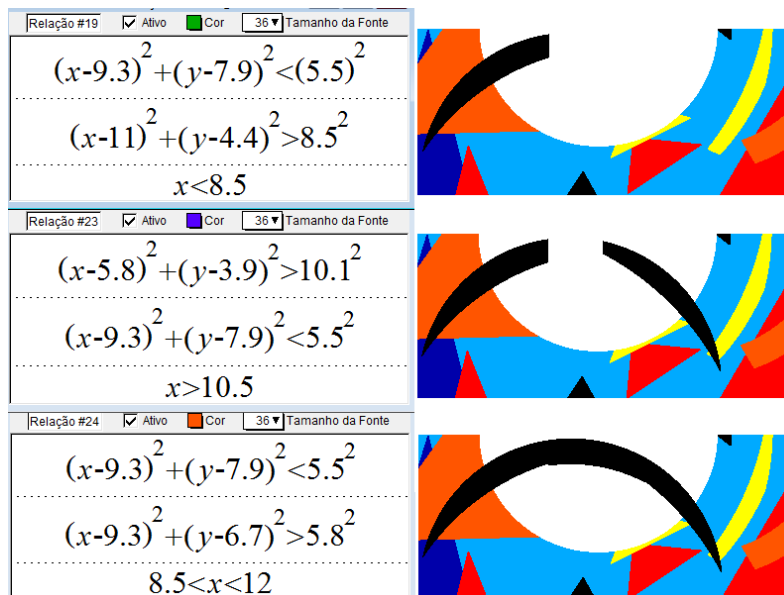 Relação #19 Ativo Cor 36 Tamanho da Fonte
(x-9.3)²+(y-7.9)²<(5.5)²
(x-11)²+(y-4.4)²>8.5²
x<8.5
Relação #23 Ativo Cor 36 Tamanho da Fonte
(x-5.8)²+(y-3.9)²>10.1²
(x-9.3)²+(y-7.9)²<5.5²
x>10.5
Relação #24 Ativo Cor 36 Tamanho da Fonte
(x-9.3)²+(y-7.9)²<5.5²
(x-9.3)²+(y-6.7)²>5.8²
8.5<x<12